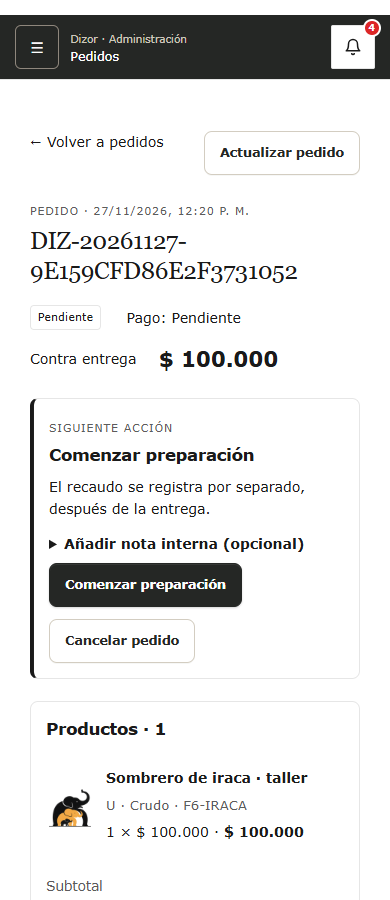 ☰
Dizor · Administración
Pedidos
4
← Volver a pedidos
Actualizar pedido
PEDIDO · 27/11/2026, 12:20 P. M.
DIZ-20261127-
9E159CFD86E2F3731052
Pendiente
Pago: Pendiente
Contra entrega
$ 100.000
SIGUIENTE ACCIÓN
Comenzar preparación
El recaudo se registra por separado,
después de la entrega.
▶ Añadir nota interna (opcional)
Comenzar preparación
Cancelar pedido
Productos · 1
Sombrero de iraca · taller
U · Crudo · F6-IRACA
1 × $ 100.000 · $ 100.000
Subtotal